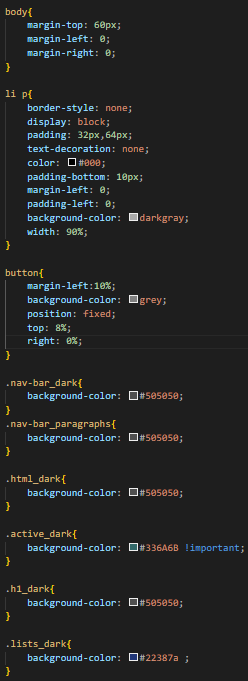 body{
margin-top: 60px;
margin-left: 0;
margin-right: 0;
}
li p{
border-style: none;
display: block;
padding: 32px,64px;
text-decoration: none;
color: #000;
padding-bottom: 10px;
margin-left: 0;
padding-left: 0;
background-color: darkgray;
width: 90%;
}
button{
margin-left:10%;
background-color: grey;
position: fixed;
top: 8%;
right: 0%;
}
.nav-bar_dark{
background-color: #505050;
}
.nav-bar_paragraphs{
background-color: #505050;
}
.html_dark{
background-color: #505050;
}
.active_dark{
background-color: #336A6B !important;
}
.h1_dark{
background-color: #505050;
}
.lists_dark{
background-color: #22387a ;
}